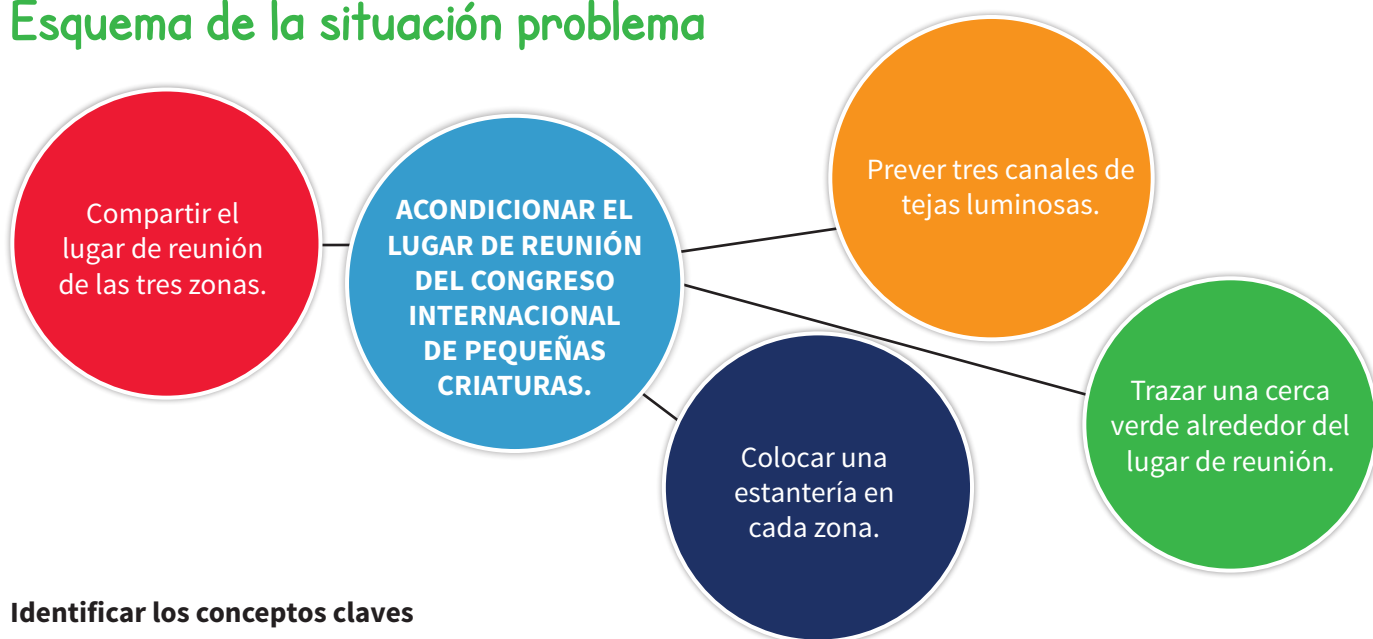 Esquema de la situación problema
Compartir el
lugar de reunión
de las tres zonas.
ACONDICIONAR EL
LUGAR DE REUNIÓN
DEL CONGRESO
INTERNACIONAL
DE PEQUEÑAS
CRIATURAS.
Prever tres canales de
tejas luminosas.
Colocar una
estantería en
cada zona.
Trazar una cerca
verde alrededor del
lugar de reunión.
Identificar los conceptos claves